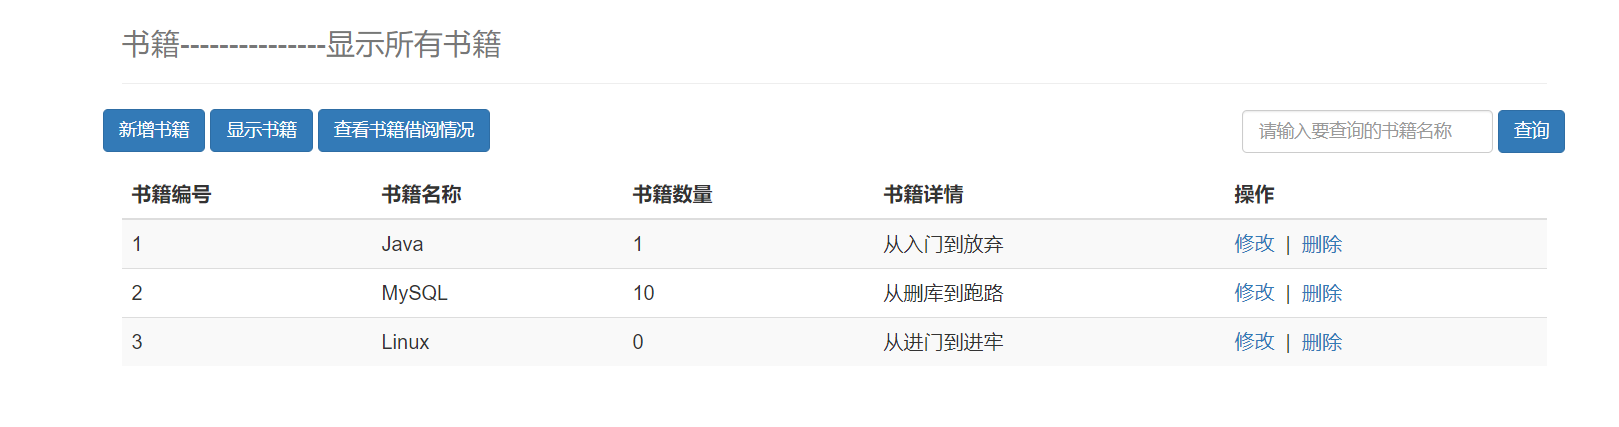 书籍---------------显示所有书籍
新增书籍 显示书籍 查看书籍借阅情况 请输入要查询的书籍名称 查询
书籍编号 书籍名称 书籍数量 书籍详情 操作
1 Java 1 从入门到放弃 修改 | 删除
2 MySQL 10 从删库到跑路 修改 | 删除
3 Linux 0 从进门到进牢 修改 | 删除